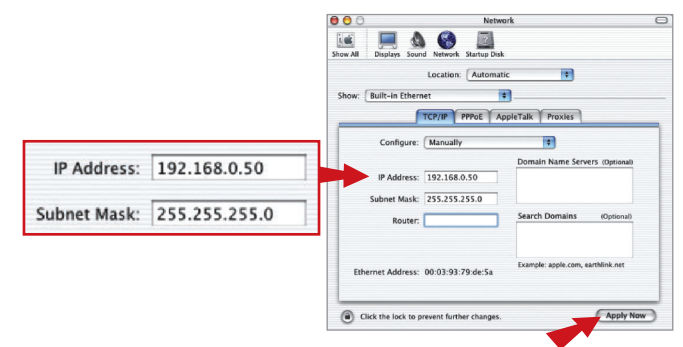 Network
Show All Displays Sound Network Startup Disk
Location: Automatic
Show: Built-in Ethernet
TCP/IP PPPoE AppleTalk Proxies
Configure: Manually
Domain Name Servers (Optional)
IP Address: 192.168.0.50
Subnet Mask: 255.255.255.0
Router:
Search Domains (Optional)
Example: apple.com, earthlink.net
Ethernet Address: 00:03:93:79:de:5a
Click the lock to prevent further changes.
Apply Now
IP Address: 192.168.0.50
Subnet Mask: 255.255.255.0